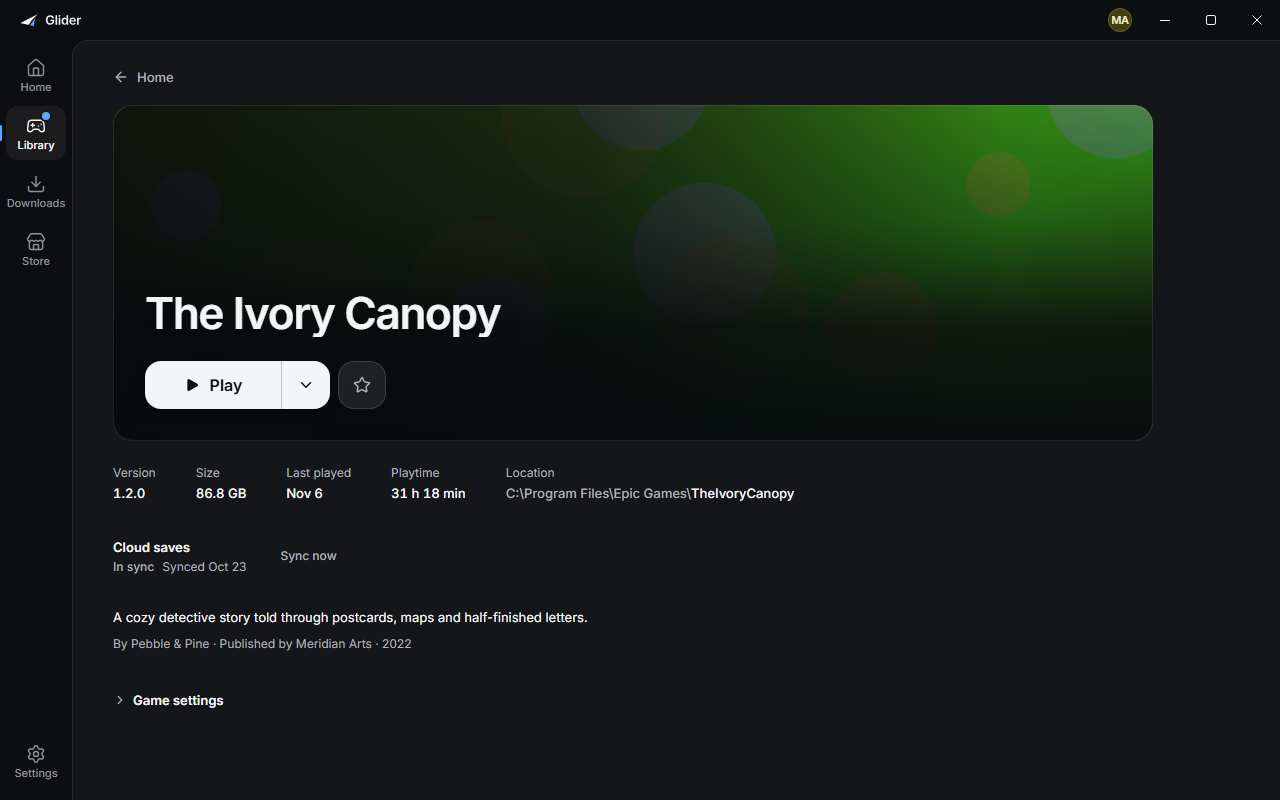 Glider
MA
Home
Library
Downloads
Store
Settings
Home
The Ivory Canopy
Play
Version
1.2.0
Size
86.8 GB
Last played
Nov 6
Playtime
31 h 18 min
Location
C:\Program Files\Epic Games\TheIvoryCanopy
Cloud saves
In sync Synced Oct 23
Sync now
A cozy detective story told through postcards, maps and half-finished letters.
By Pebble & Pine · Published by Meridian Arts · 2022
Game settings